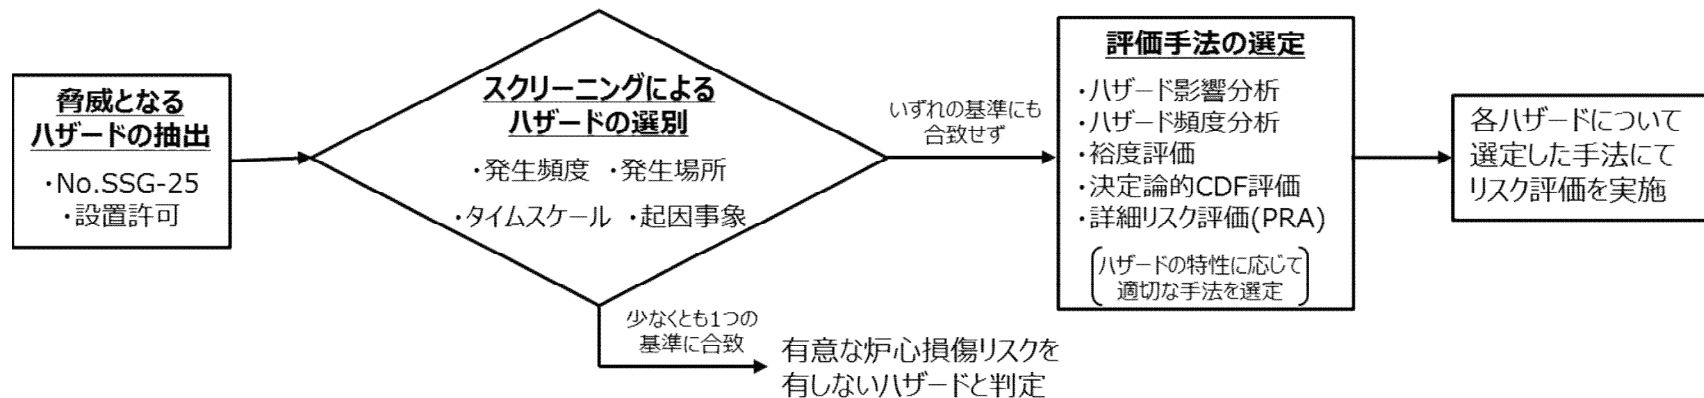 脅威となる
ハザードの抽出
・No.SSG-25
・設置許可
スクリーニングによる
ハザードの選別
・発生頻度 ・発生場所
・タイムスケール ・起因事象
いずれの基準にも
合致せず
少なくとも1つの
基準に合致
有意な炉心損傷リスクを
有しないハザードと判定
評価手法の選定
・ハザード影響分析
・ハザード頻度分析
・裕度評価
・決定論的CDF評価
・詳細リスク評価(PRA)
ハザードの特性に応じて
適切な手法を選定
各ハザードについて
選定した手法にて
リスク評価を実施